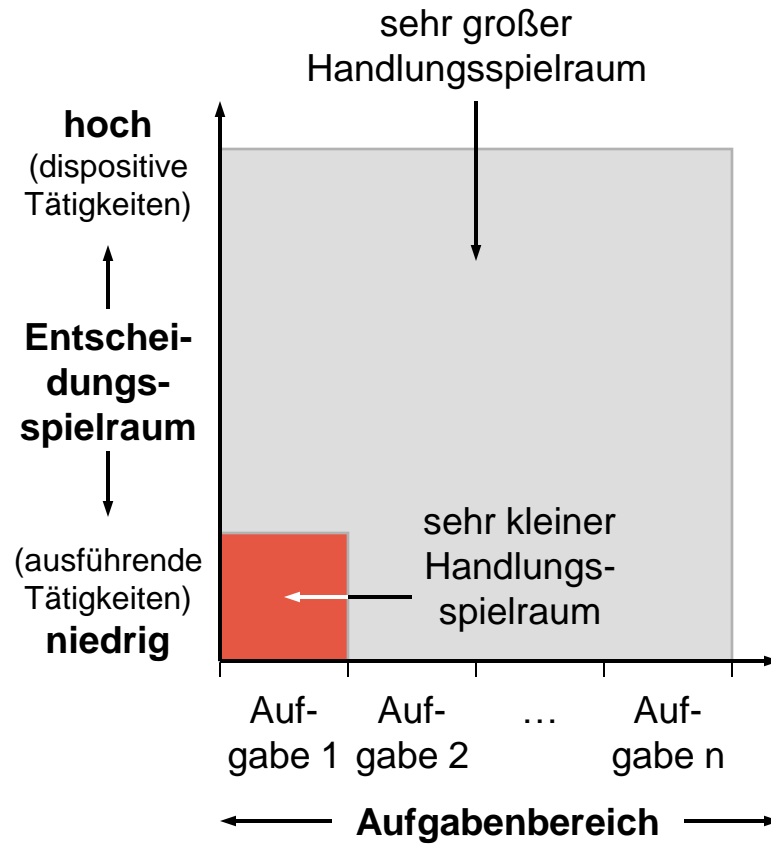 sehr großer
Handlungsspielraum
hoch
(dispositive
Tätigkeiten)
Entschei-
dungs-
spielraum
(ausführende
Tätigkeiten)
niedrig
sehr kleiner
Handlungs-
spielraum
Auf-
gabe 1
Auf-
gabe 2
…
Auf-
gabe n
Aufgabenbereich